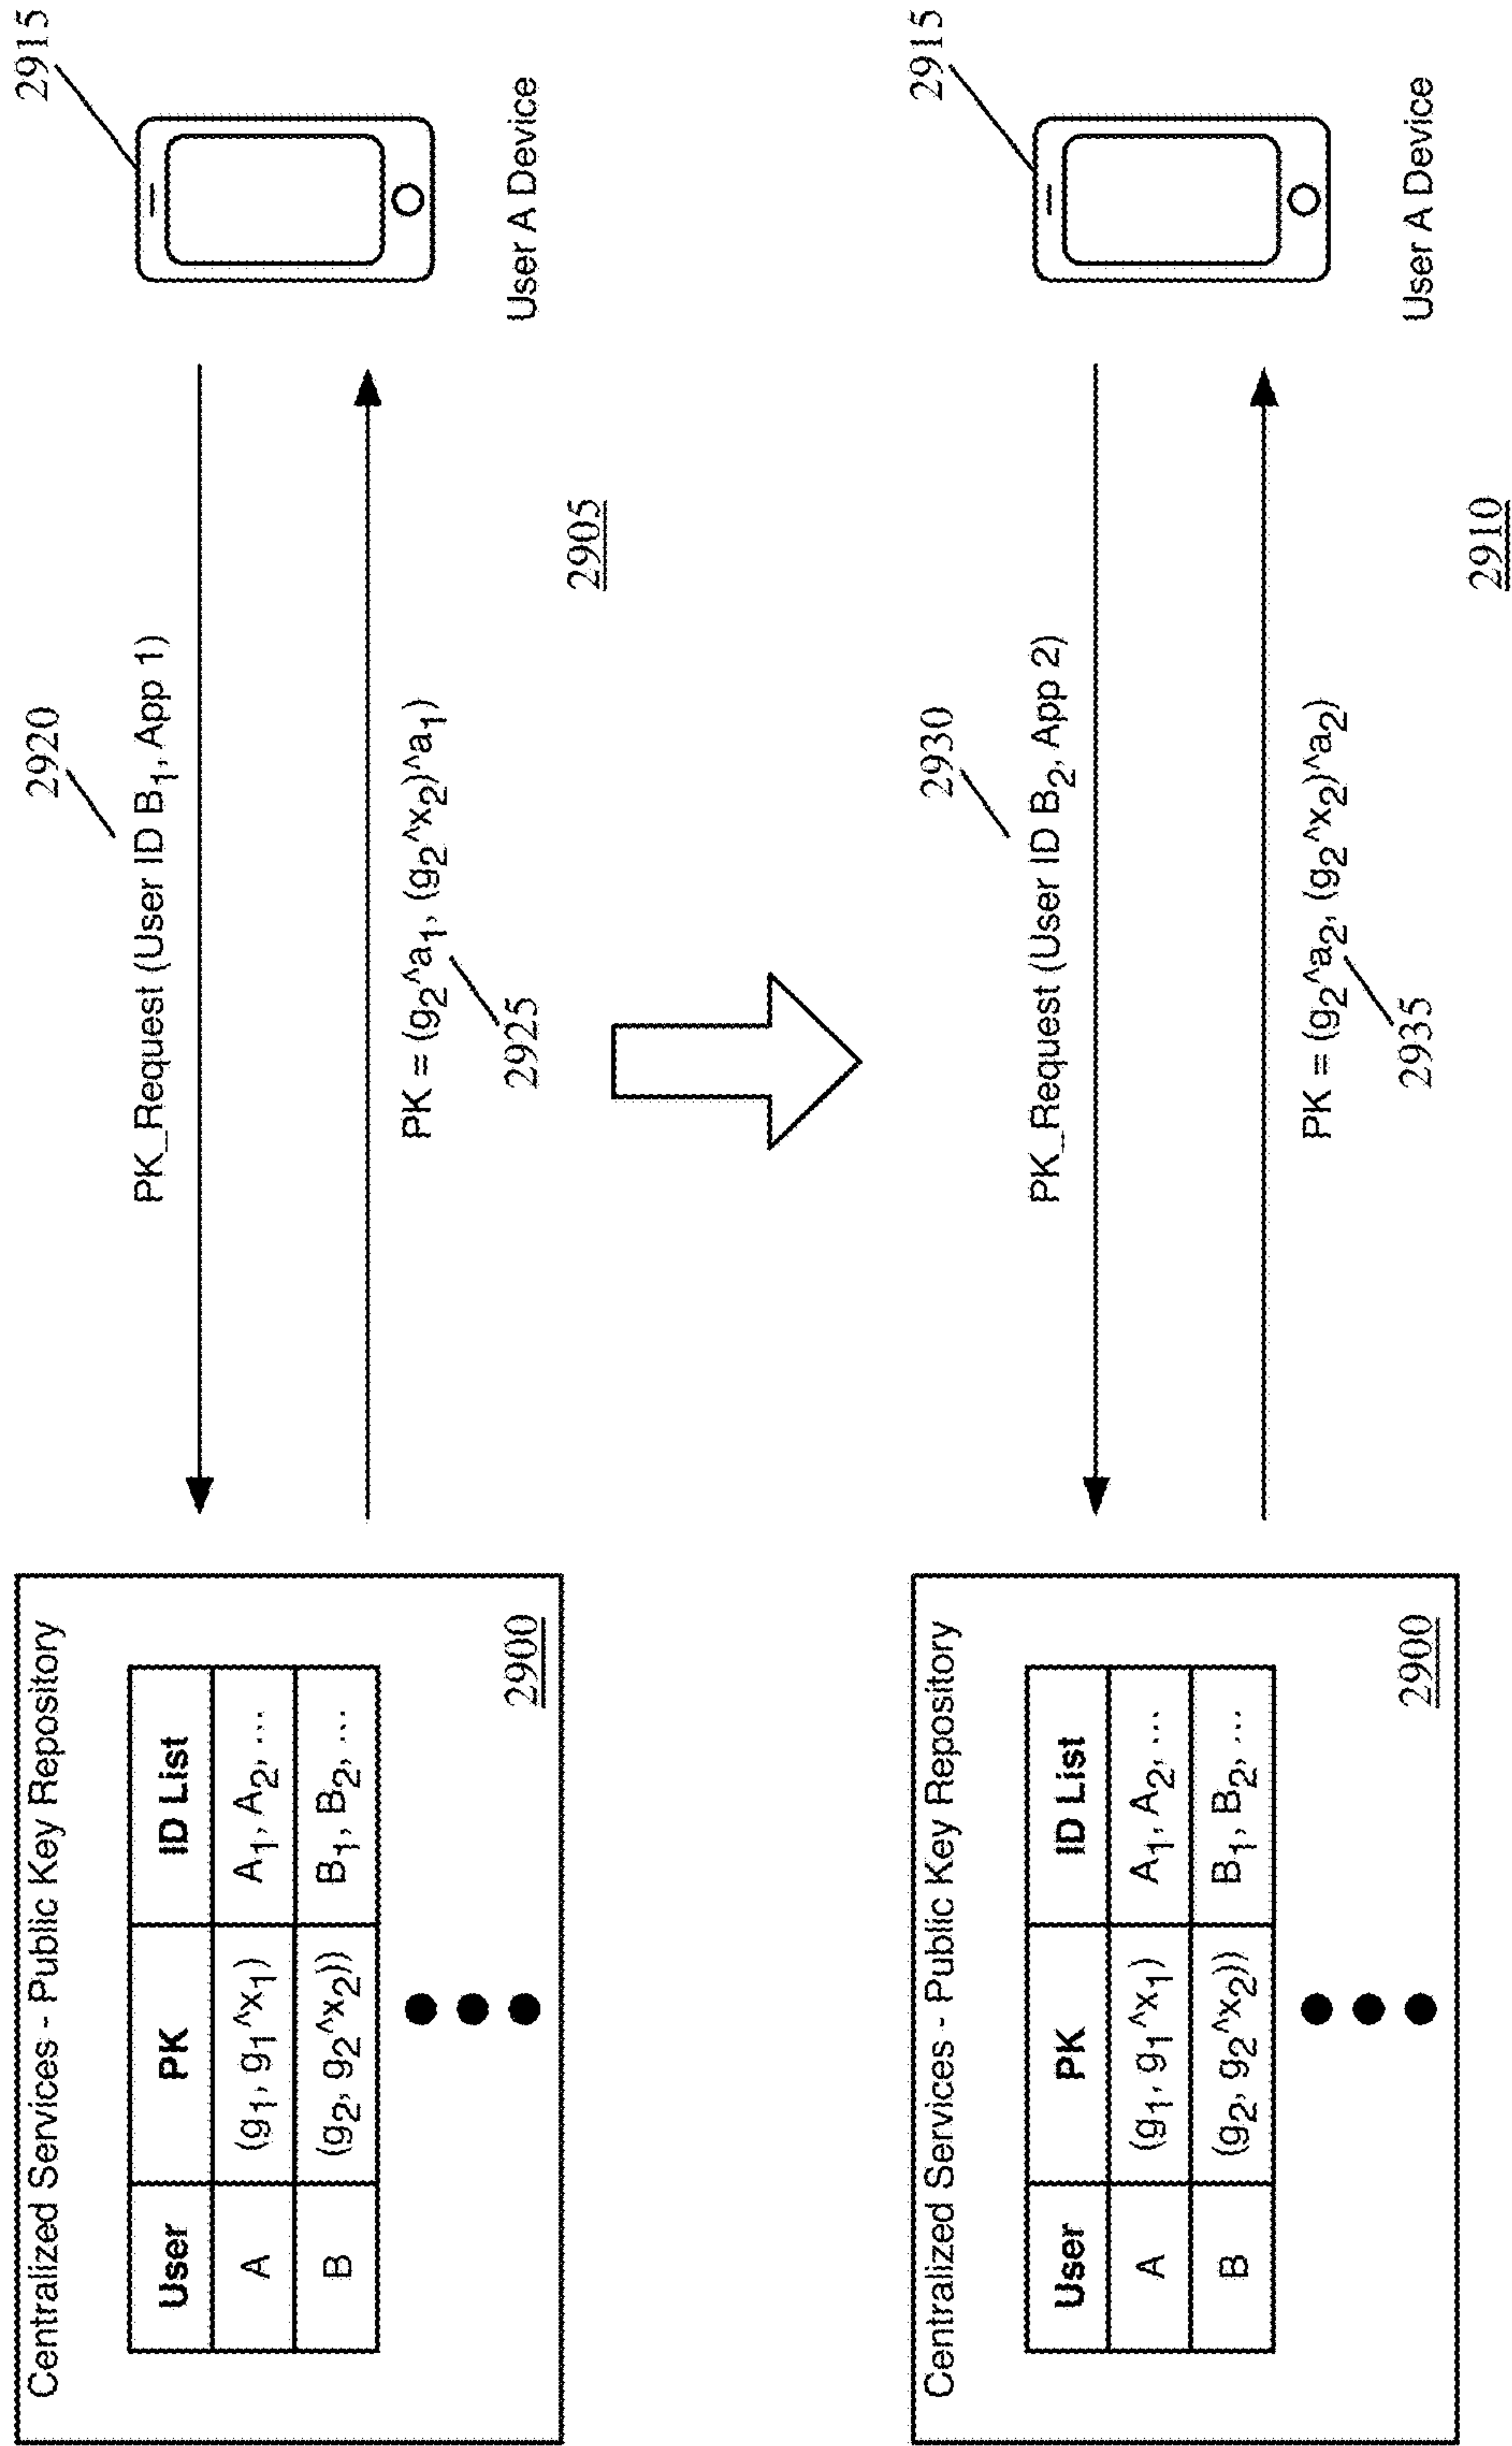 Centralized Services - Public Key Repository
User PK ID List
A (g₁, g₁^x₁) A₁, A₂, ...
B (g₂, g₂^x₂)) B₁, B₂, ...
2900
2920
PK_Request (User ID B₁, App 1)
PK = (g₂^a₁, (g₂^x₂)^a₁)
2925
2905
2915
User A Device
Centralized Services - Public Key Repository
User PK ID List
A (g₁, g₁^x₁) A₁, A₂, ...
B (g₂, g₂^x₂)) B₁, B₂, ...
2900
2930
PK_Request (User ID B₂, App 2)
PK = (g₂^a₂, (g₂^x₂)^a₂)
2935
2910
2915
User A Device